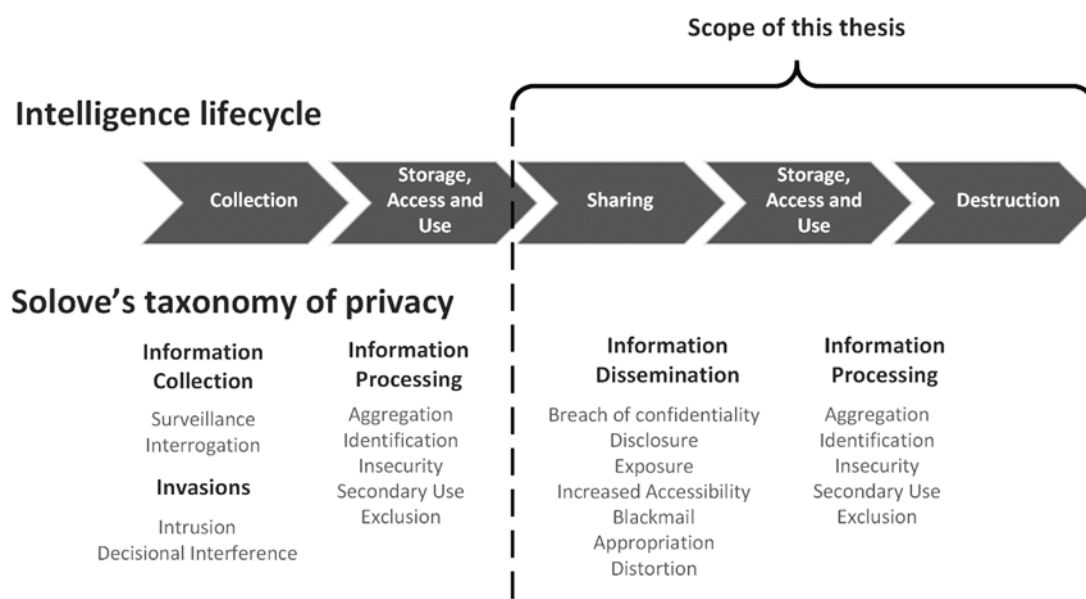 Scope of this thesis
Intelligence lifecycle
Collection
Storage,
Access and
Use
Sharing
Storage,
Access and
Use
Destruction
Solove's taxonomy of privacy
Information
Collection
Surveillance
Interrogation
Invasions
Intrusion
Decisional Interference
Information
Processing
Aggregation
Identification
Insecurity
Secondary Use
Exclusion
Information
Dissemination
Breach of confidentiality
Disclosure
Exposure
Increased Accessibility
Blackmail
Appropriation
Distortion
Information
Processing
Aggregation
Identification
Insecurity
Secondary Use
Exclusion